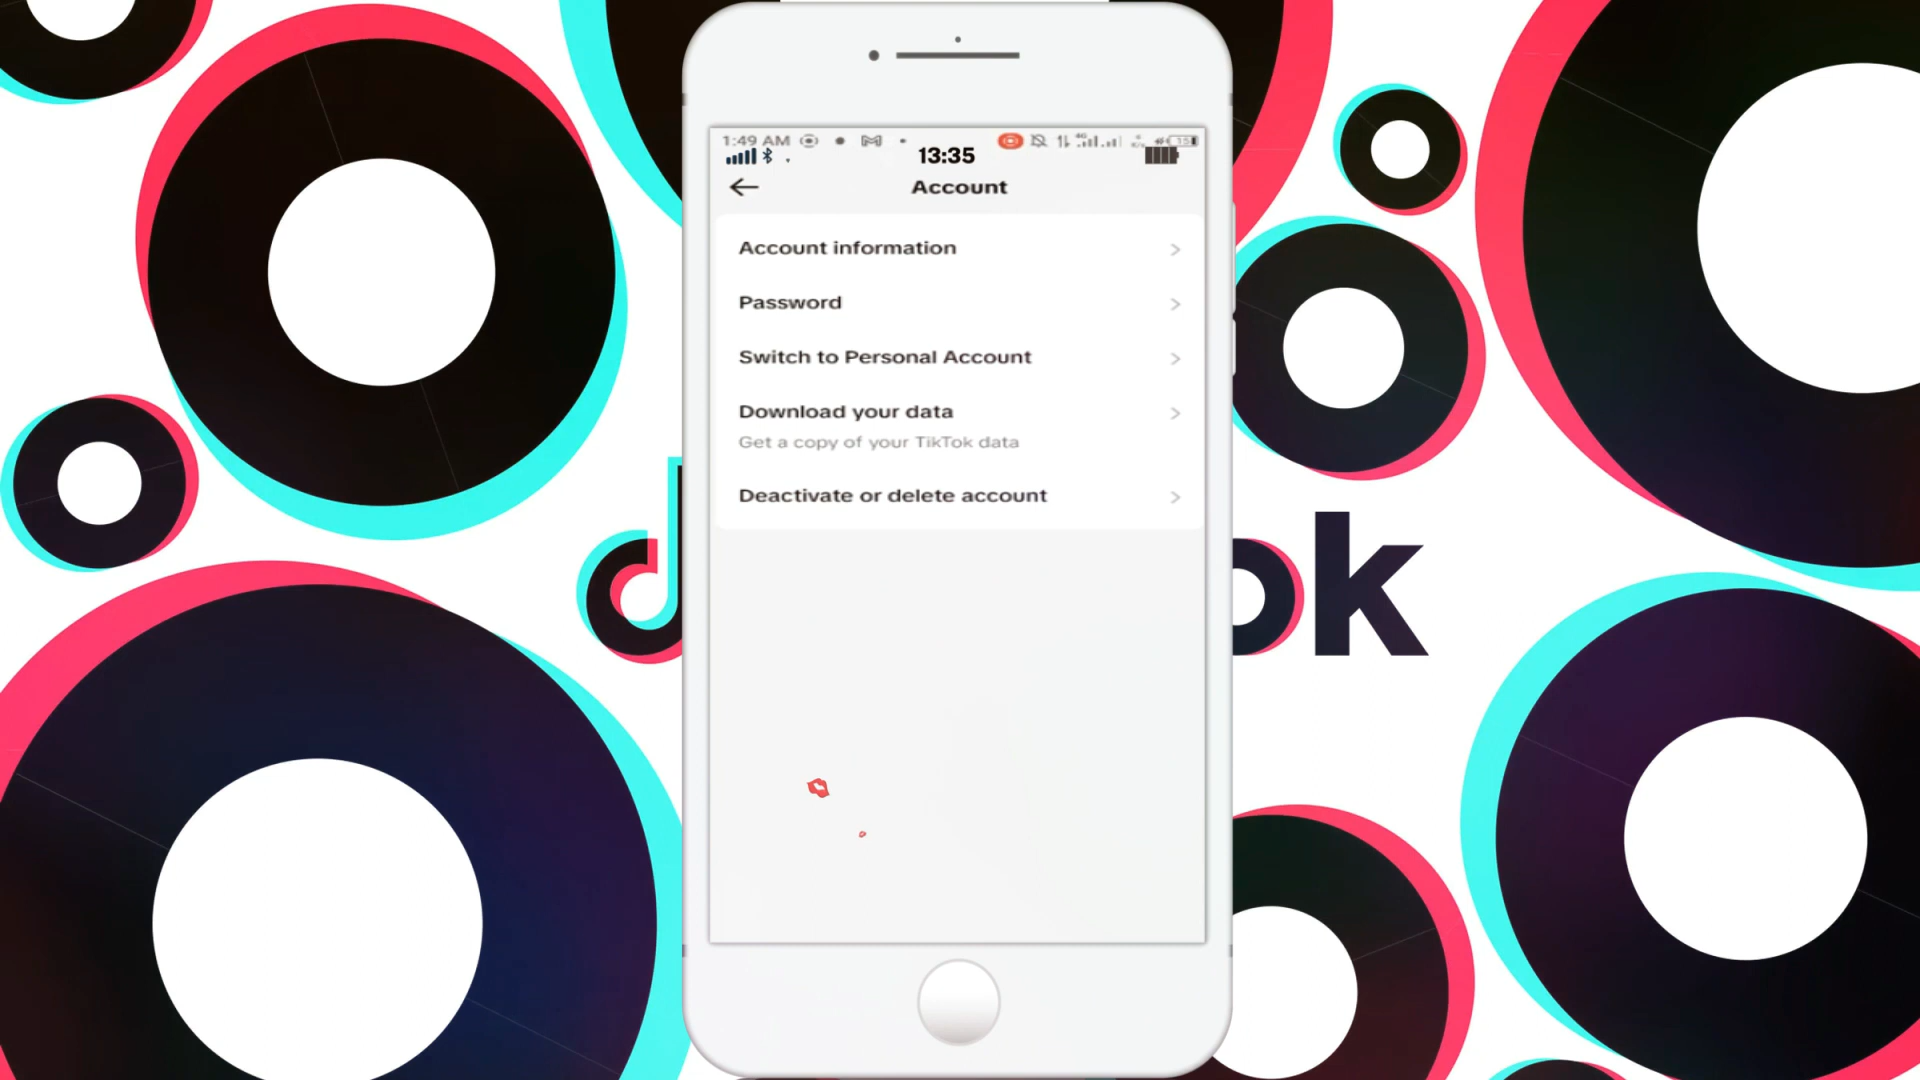 1:49 AM
13:35
Account
Account information
Password
Switch to Personal Account
Download your data
Get a copy of your TikTok data
Deactivate or delete account
ok